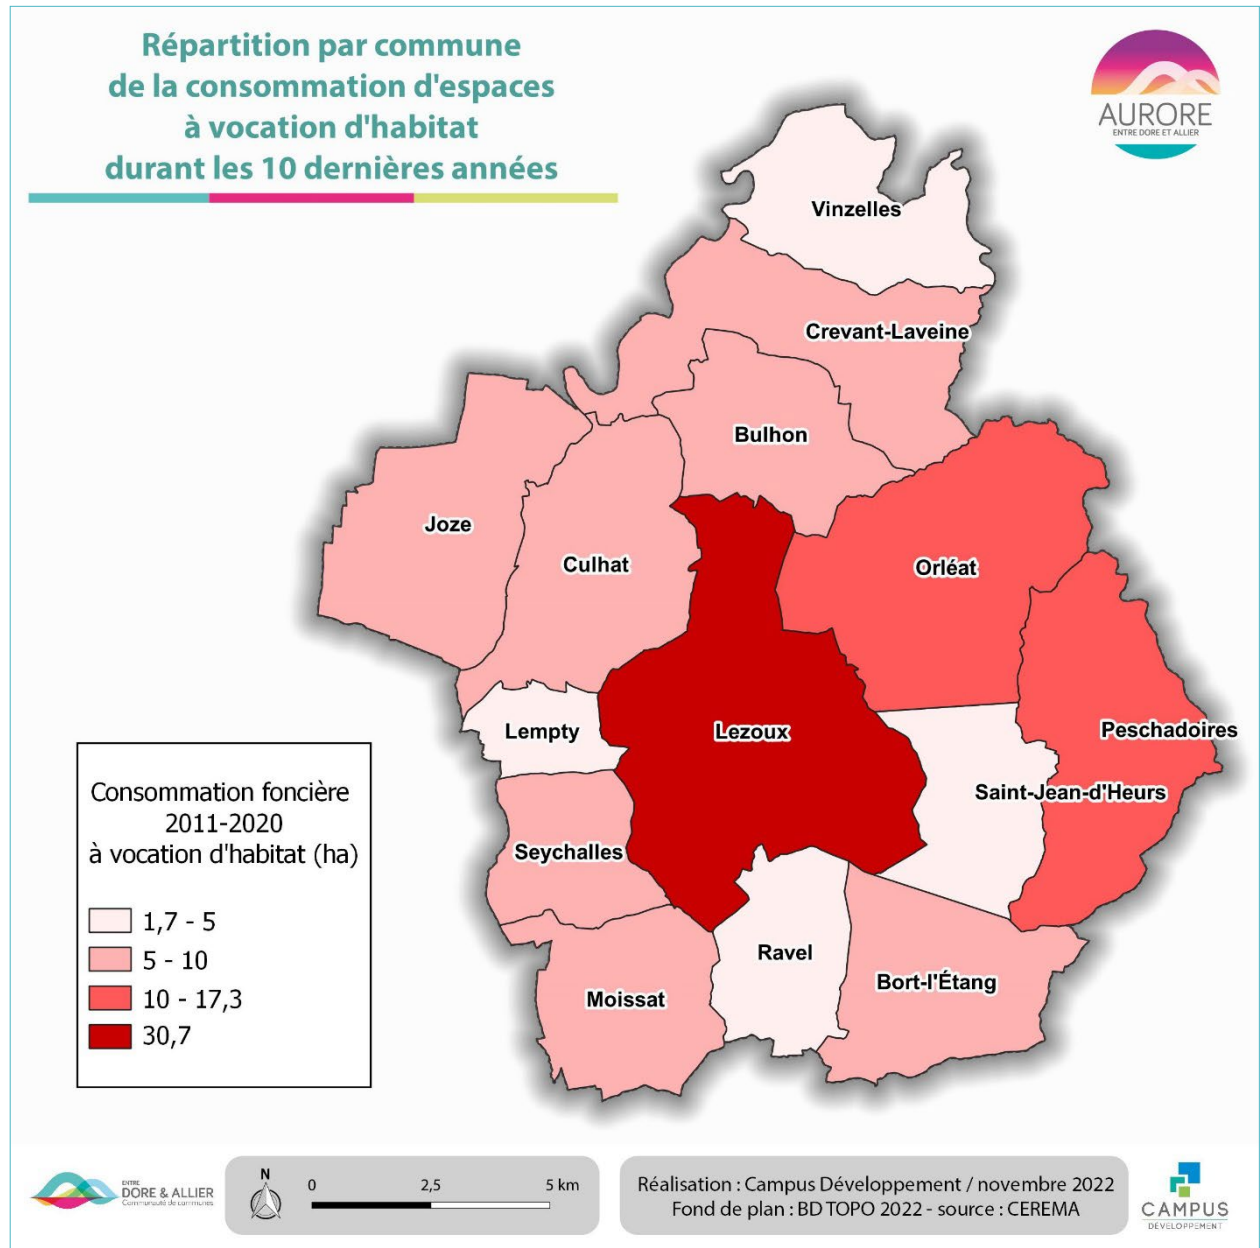 Répartition par commune
de la consommation d'espaces
à vocation d'habitat
durant les 10 dernières années
AURORE
ENTRE DORE ET ALLIER
Vinzelles
Crevant-Laveine
Bulhon
Joze
Culhat
Orléat
Lempty
Lezoux
Peschadoires
Saint-Jean-d'Heurs
Seychalles
Ravel
Bort-l'Étang
Moissat
Consommation foncière
2011-2020
à vocation d'habitat (ha)
1,7 - 5
5 - 10
10 - 17,3
30,7
ENTRE
DORE & ALLIER
Communauté de communes
N
0 2,5 5 km
Réalisation : Campus Développement / novembre 2022
Fond de plan : BD TOPO 2022 - source : CEREMA
CAMPUS
DÉVELOPPEMENT